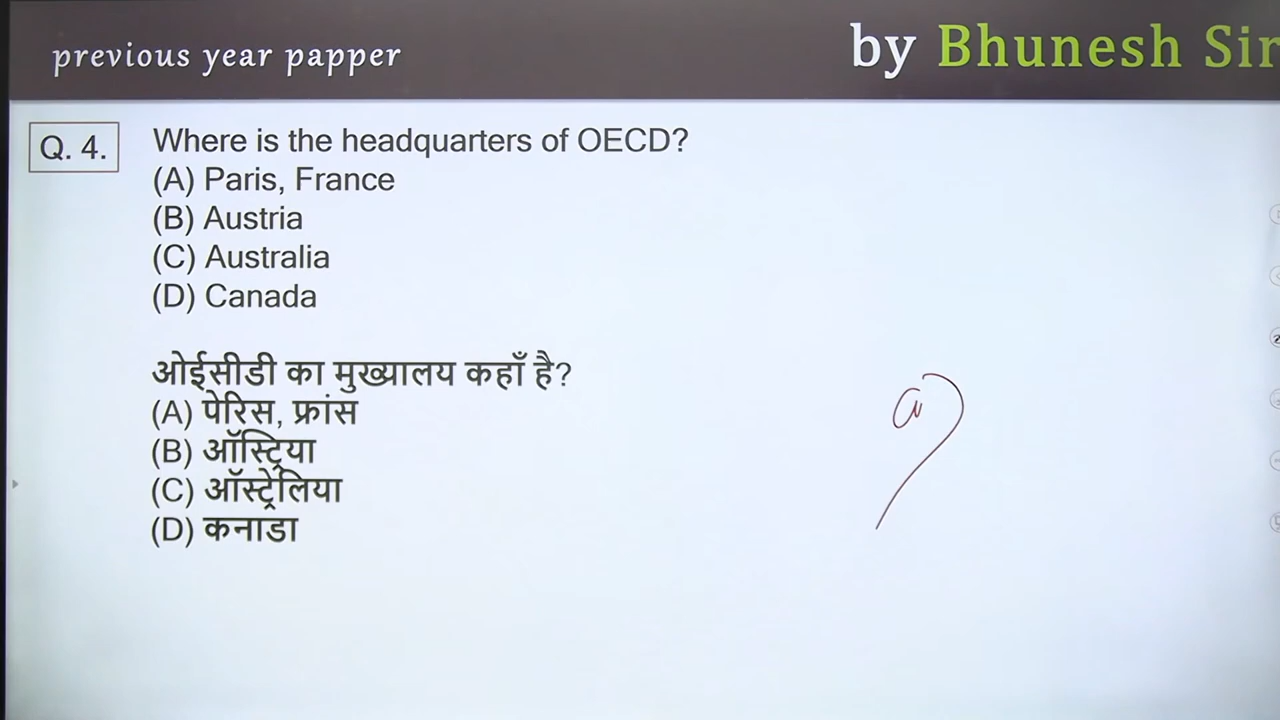 previous year papper
by Bhunesh Sir
Q. 4.
Where is the headquarters of OECD?
(A) Paris, France
(B) Austria
(C) Australia
(D) Canada
ओईसीडी का मुख्यालय कहाँ है?
(A) पेरिस, फ्रांस
(B) ऑस्ट्रिया
(C) ऑस्ट्रेलिया
(D) कनाडा
a)